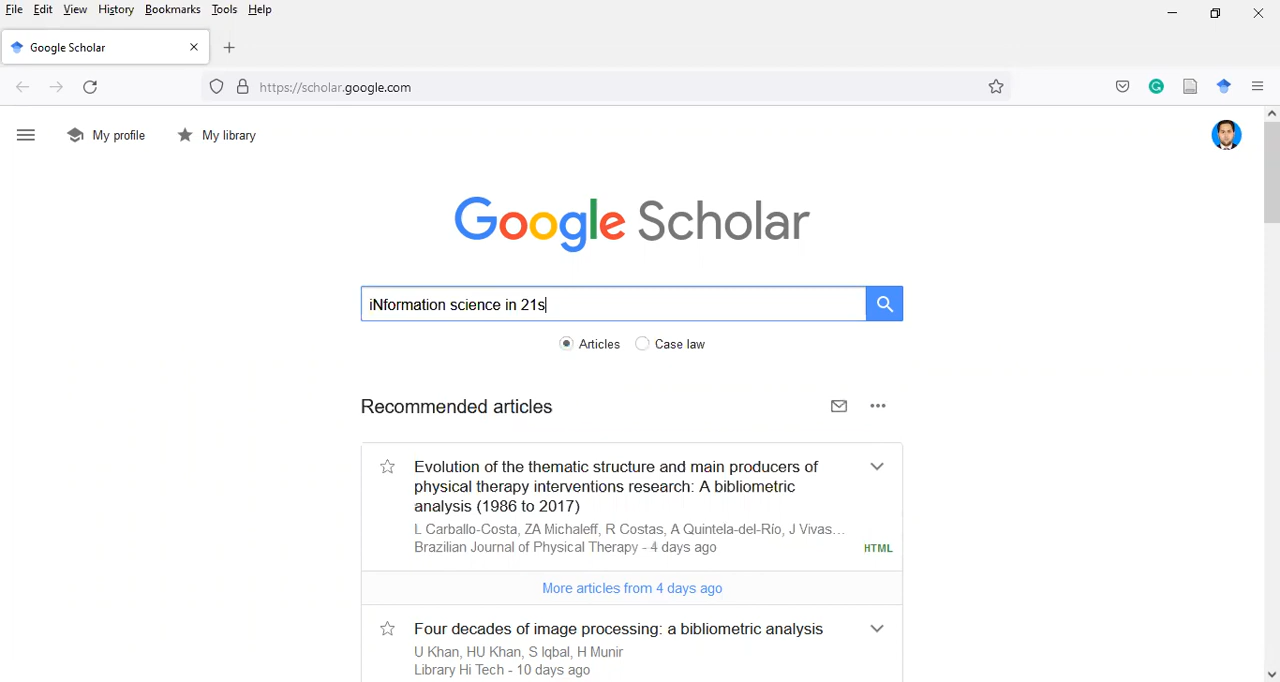 File Edit View History Bookmarks Tools Help
Google Scholar
https://scholar.google.com
My profile My library
Google Scholar
iNformation science in 21s
Articles Case law
Recommended articles
Evolution of the thematic structure and main producers of
physical therapy interventions research: A bibliometric
analysis (1986 to 2017)
L Carballo-Costa, ZA Michaleff, R Costas, A Quintela-del-Río, J Vivas…
Brazilian Journal of Physical Therapy - 4 days ago
HTML
More articles from 4 days ago
Four decades of image processing: a bibliometric analysis
U Khan, HU Khan, S Iqbal, H Munir
Library Hi Tech - 10 days ago